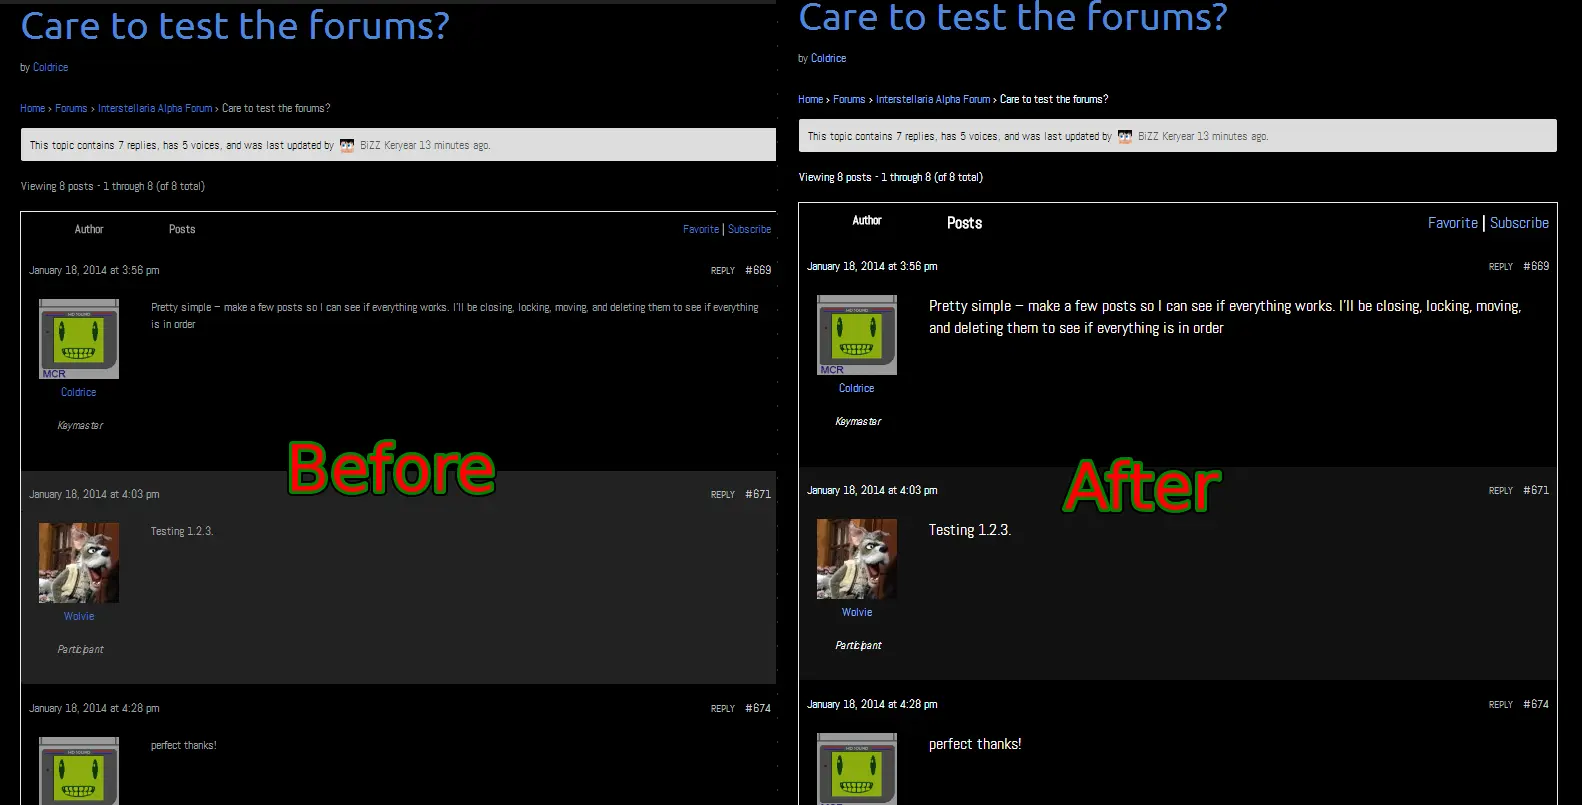 Care to test the forums?
by Coldrice
Home › Forums › Interstellaria Alpha Forum › Care to test the forums?
This topic contains 7 replies, has 5 voices, and was last updated by BiZZ Keryear 13 minutes ago.
Viewing 8 posts - 1 through 8 (of 8 total)
Author Posts Favorite | Subscribe
January 18, 2014 at 3:56 pm REPLY #669
Pretty simple – make a few posts so I can see if everything works. I'll be closing, locking, moving, and deleting them to see if everything
is in order
MCR
Coldrice
Keymaster
Before
January 18, 2014 at 4:03 pm REPLY #671
Testing 1.2.3.
Wolvie
Participant
January 18, 2014 at 4:28 pm REPLY #674
perfect thanks!
Care to test the forums?
by Coldrice
Home › Forums › Interstellaria Alpha Forum › Care to test the forums?
This topic contains 7 replies, has 5 voices, and was last updated by BiZZ Keryear 13 minutes ago.
Viewing 8 posts - 1 through 8 (of 8 total)
Author Posts Favorite | Subscribe
January 18, 2014 at 3:56 pm REPLY #669
Pretty simple – make a few posts so I can see if everything works. I'll be closing, locking, moving,
and deleting them to see if everything is in order
MCR
Coldrice
Keymaster
After
January 18, 2014 at 4:03 pm REPLY #671
Testing 1.2.3.
Wolvie
Participant
January 18, 2014 at 4:28 pm REPLY #674
perfect thanks!